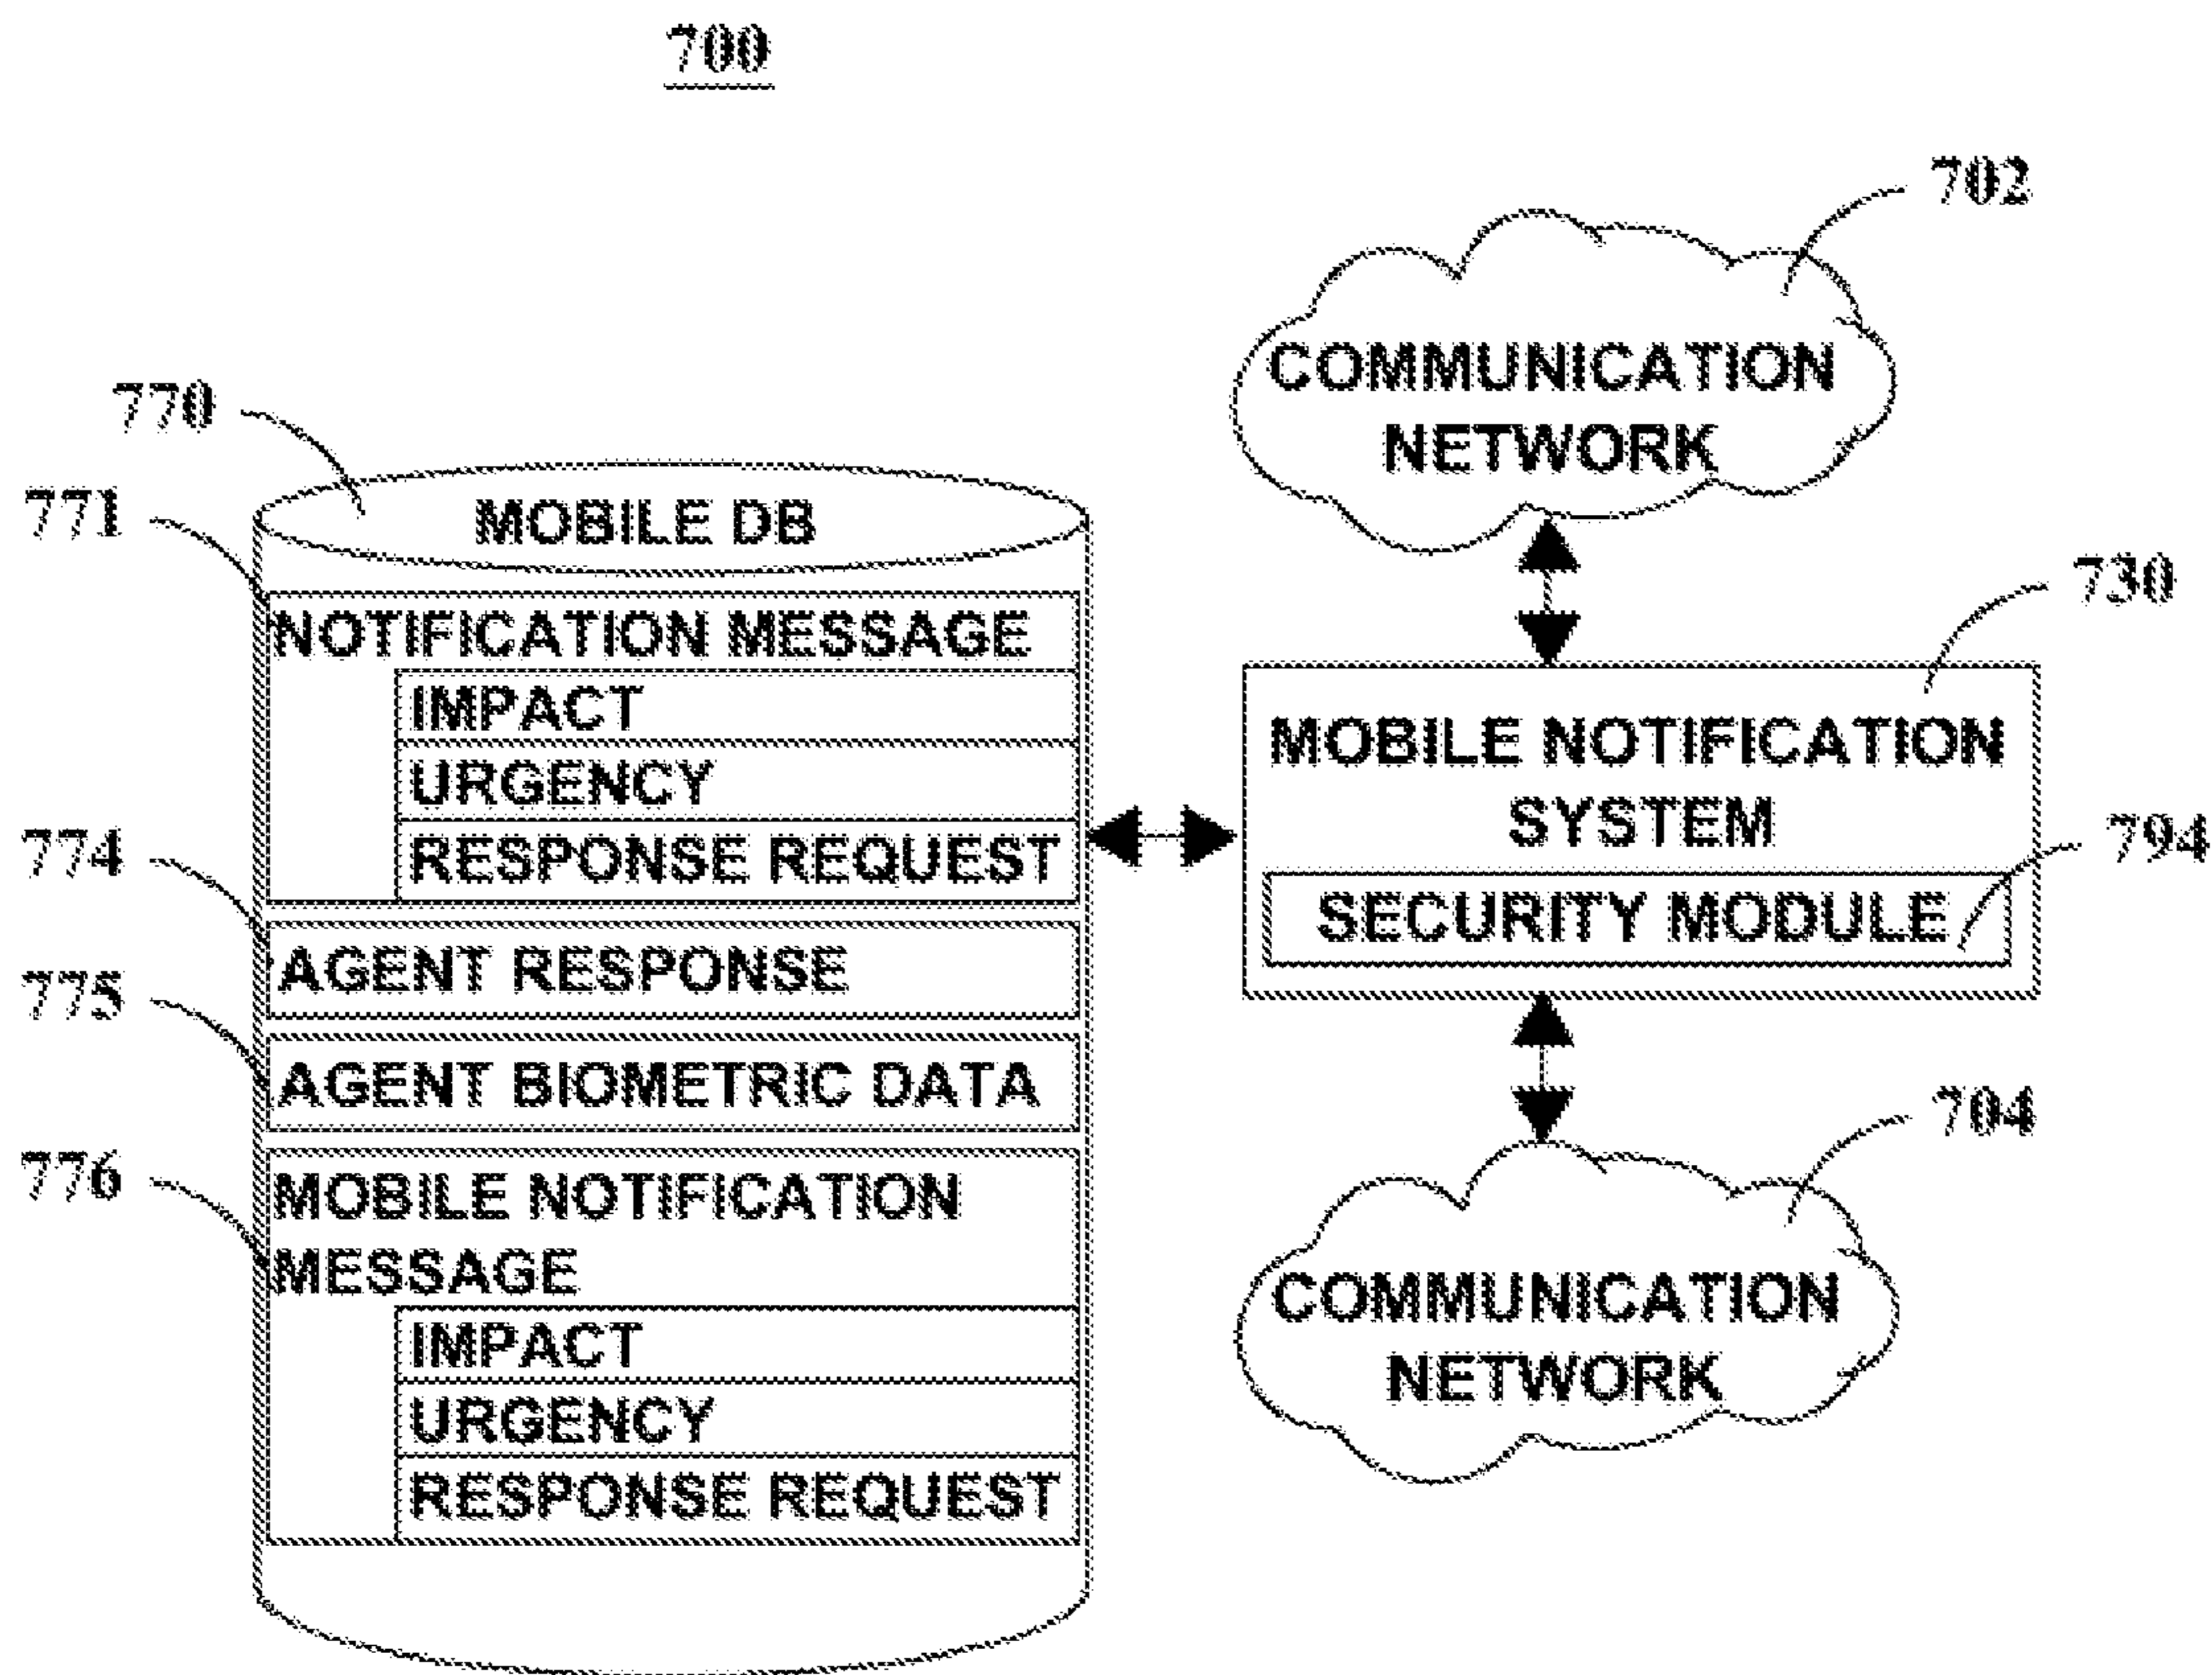 700
702
COMMUNICATION
NETWORK
770
771
MOBILE DB
730
NOTIFICATION MESSAGE
IMPACT
URGENCY
RESPONSE REQUEST
MOBILE NOTIFICATION
SYSTEM
794
SECURITY MODULE
774
AGENT RESPONSE
775
AGENT BIOMETRIC DATA
704
776
MOBILE NOTIFICATION
MESSAGE
IMPACT
URGENCY
RESPONSE REQUEST
COMMUNICATION
NETWORK